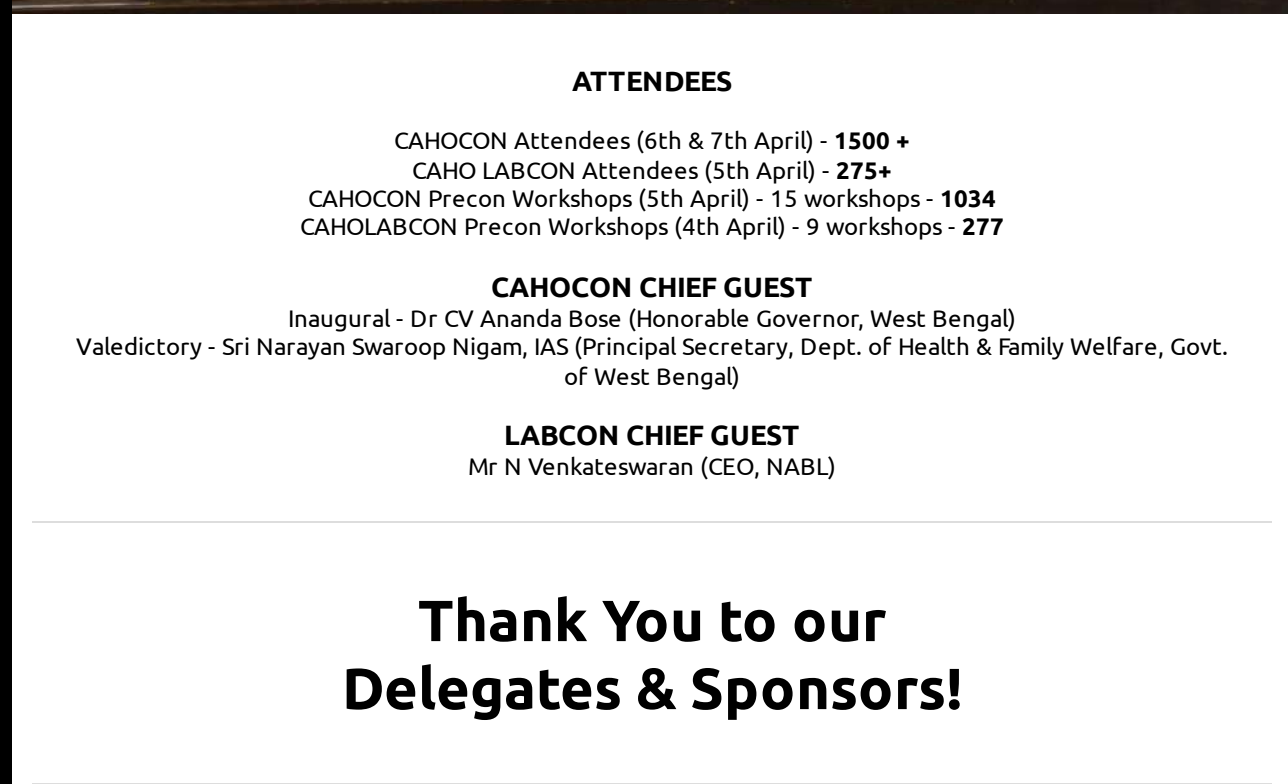 ATTENDEES
CAHOCON Attendees (6th & 7th April) - 1500 +
CAHO LABCON Attendees (5th April) - 275+
CAHOCON Precon Workshops (5th April) - 15 workshops - 1034
CAHOLABCON Precon Workshops (4th April) - 9 workshops - 277
CAHOCON CHIEF GUEST
Inaugural - Dr CV Ananda Bose (Honorable Governor, West Bengal)
Valedictory - Sri Narayan Swaroop Nigam, IAS (Principal Secretary, Dept. of Health & Family Welfare, Govt.
of West Bengal)
LABCON CHIEF GUEST
Mr N Venkateswaran (CEO, NABL)
Thank You to our
Delegates & Sponsors!